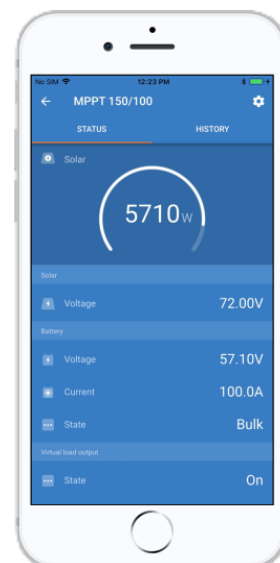 No SIM 12:23 PM
← MPPT 150/100
STATUS HISTORY
Solar
5710W
Solar
Voltage 72.00V
Battery
Voltage 57.10V
Current 100.0A
State Bulk
Virtual load output
State On